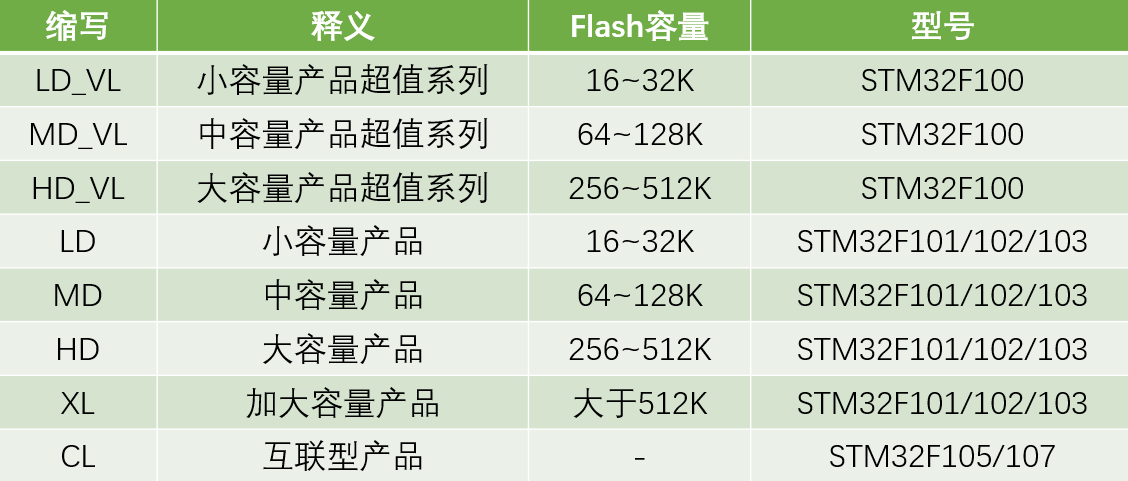 缩写 释义 Flash容量 型号
LD_VL 小容量产品超值系列 16~32K STM32F100
MD_VL 中容量产品超值系列 64~128K STM32F100
HD_VL 大容量产品超值系列 256~512K STM32F100
LD 小容量产品 16~32K STM32F101/102/103
MD 中容量产品 64~128K STM32F101/102/103
HD 大容量产品 256~512K STM32F101/102/103
XL 加大容量产品 大于512K STM32F101/102/103
CL 互联型产品 - STM32F105/107